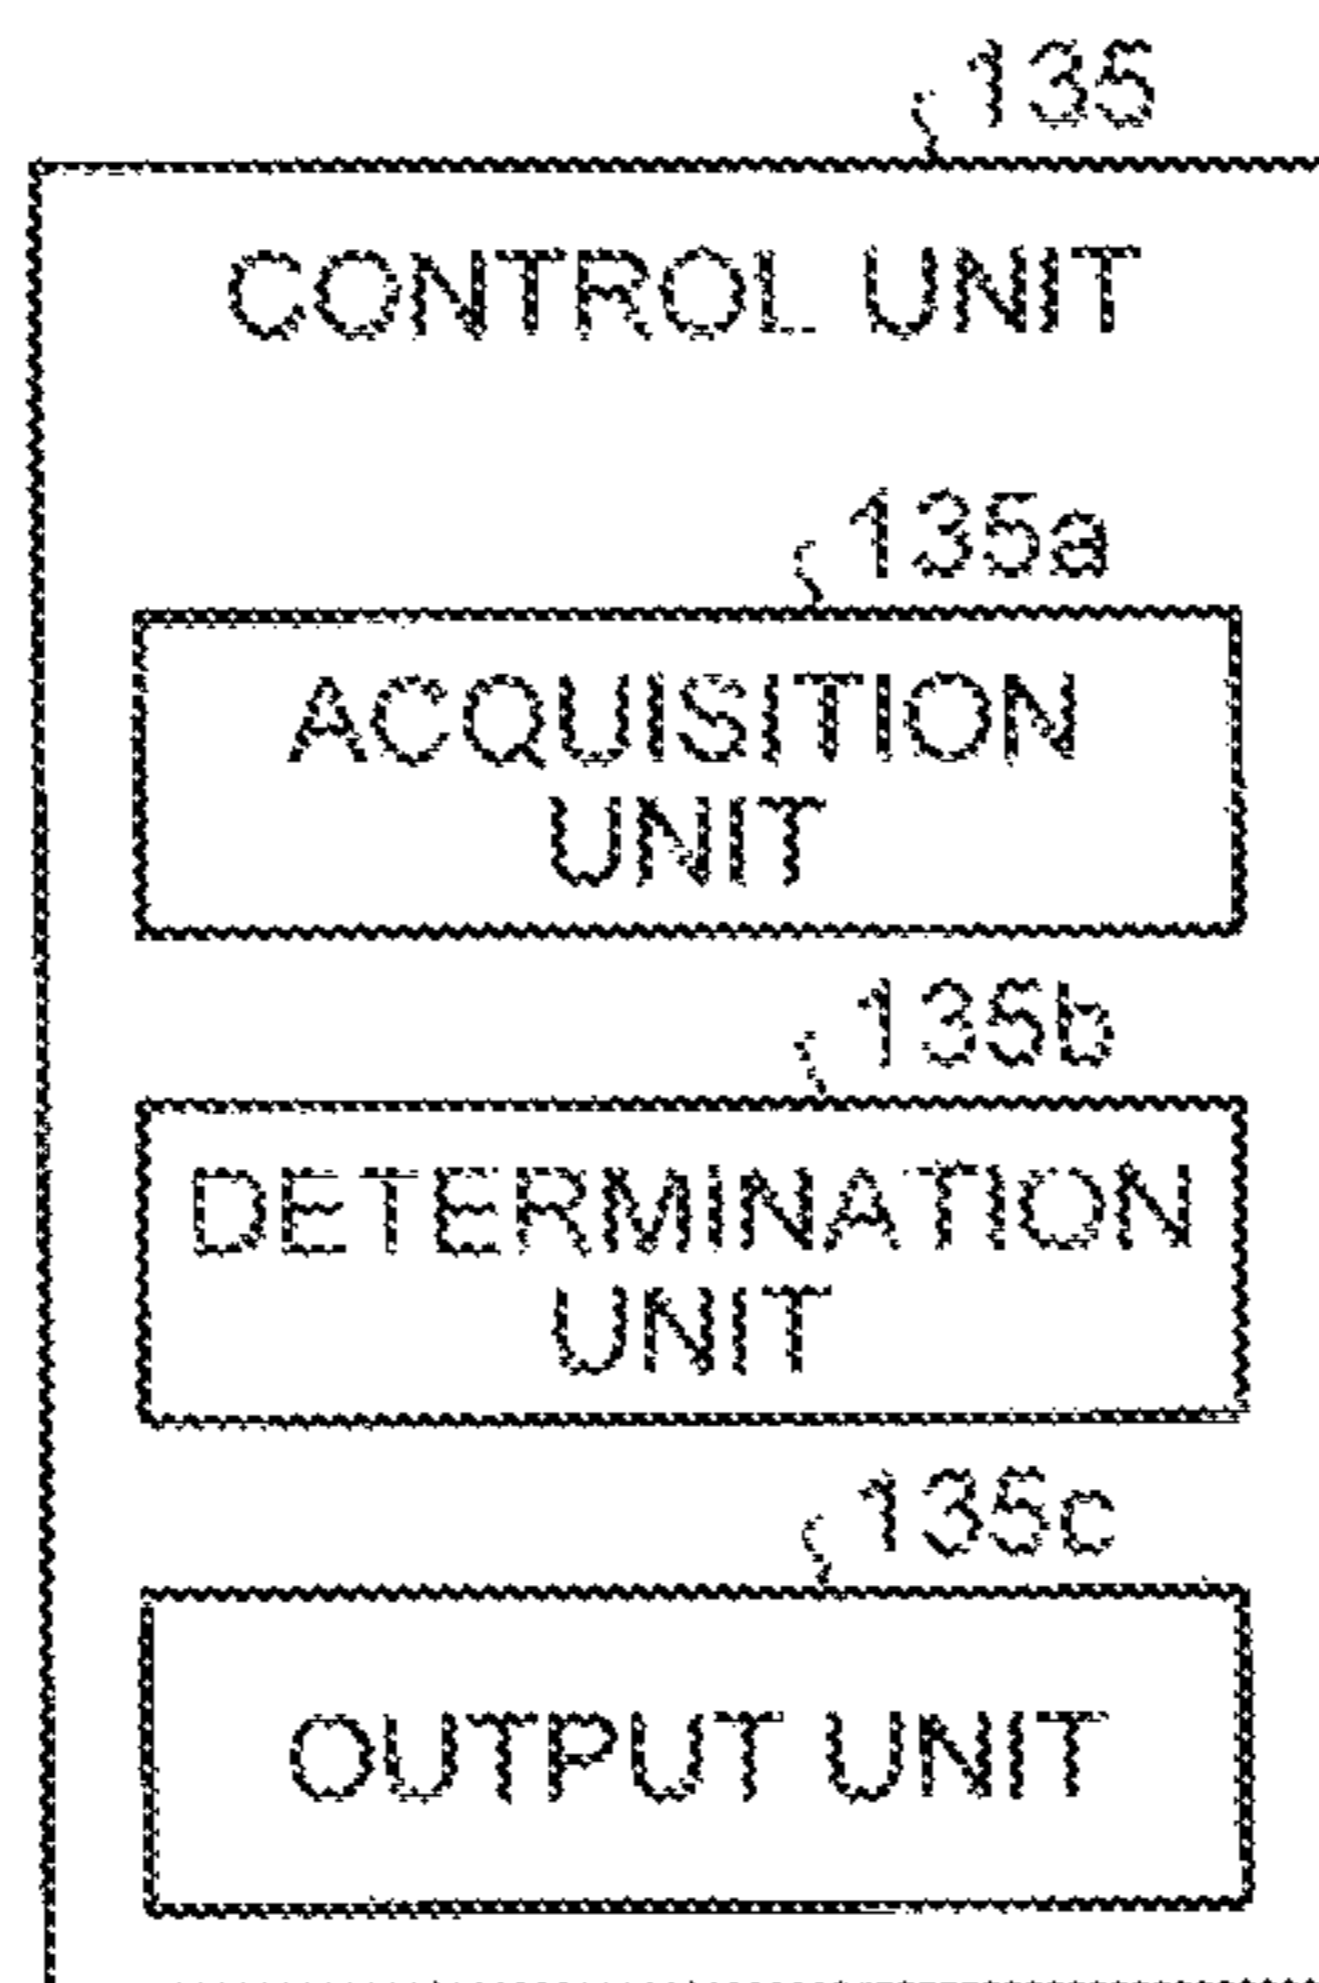 135
CONTROL UNIT
135a
ACQUISITION
UNIT
135b
DETERMINATION
UNIT
135c
OUTPUT UNIT